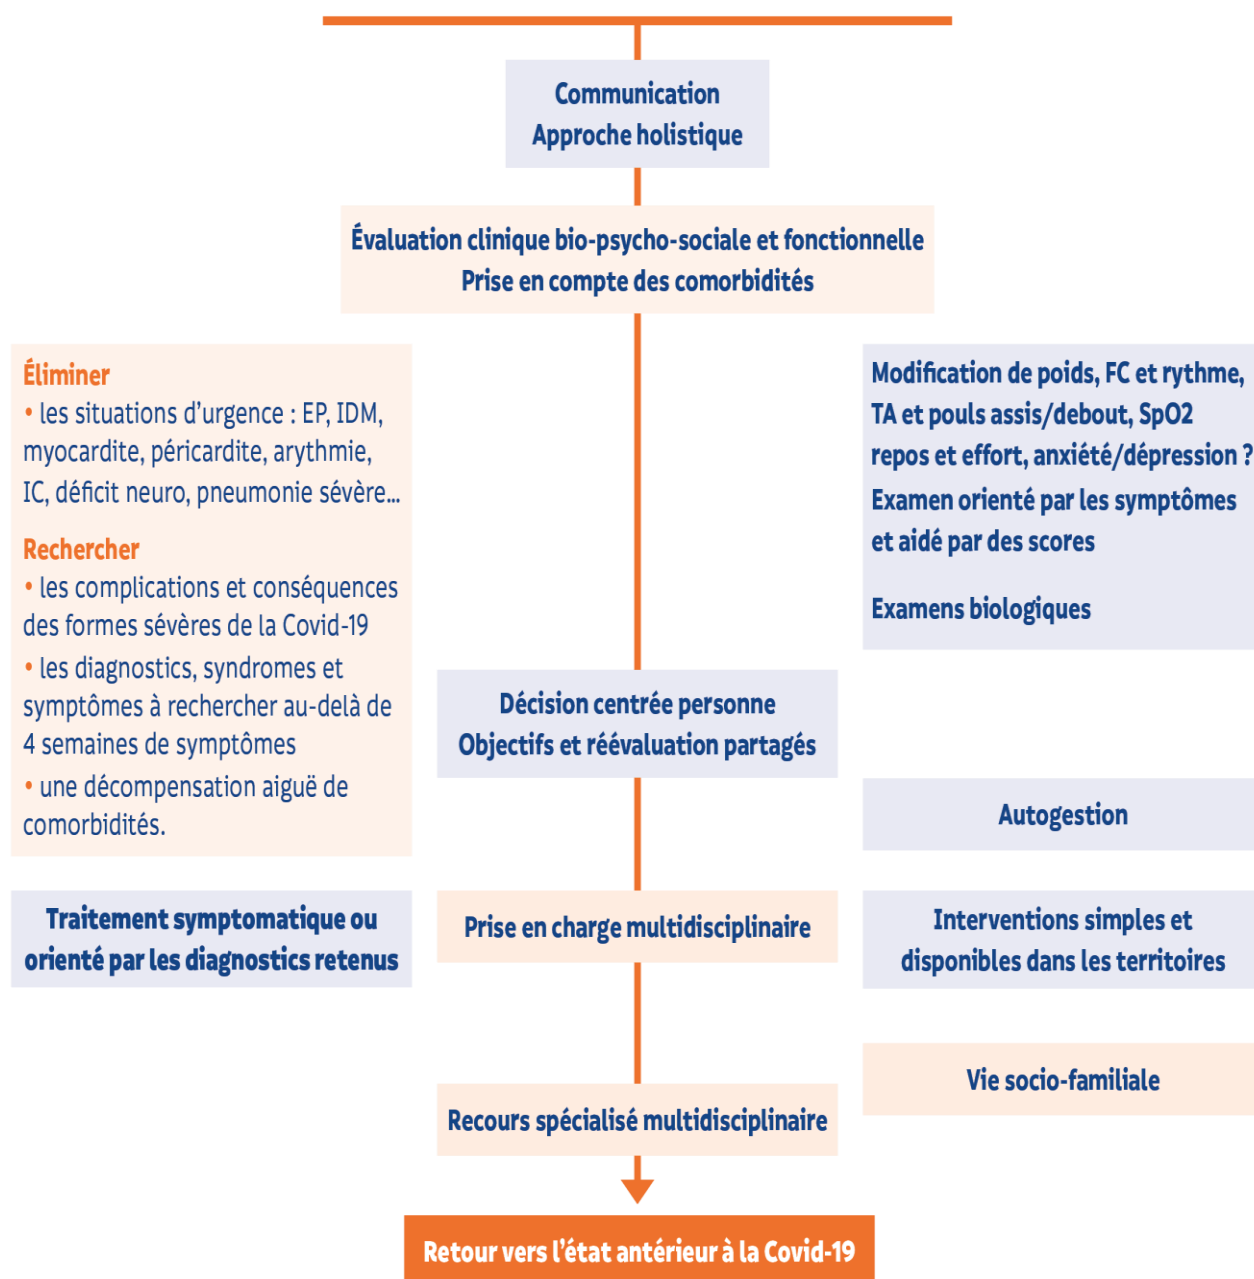 Communication
Approche holistique
Évaluation clinique bio-psycho-sociale et fonctionnelle
Prise en compte des comorbidités
Éliminer
• les situations d’urgence : EP, IDM,
myocardite, péricardite, arythmie,
IC, déficit neuro, pneumonie sévère...
Rechercher
• les complications et conséquences
des formes sévères de la Covid-19
• les diagnostics, syndromes et
symptômes à rechercher au-delà de
4 semaines de symptômes
• une décompensation aiguë de
comorbidités.
Modification de poids, FC et rythme,
TA et pouls assis/debout, SpO2
repos et effort, anxiété/dépression ?
Examen orienté par les symptômes
et aidé par des scores
Examens biologiques
Décision centrée personne
Objectifs et réévaluation partagés
Autogestion
Traitement symptomatique ou
orienté par les diagnostics retenus
Prise en charge multidisciplinaire
Interventions simples et
disponibles dans les territoires
Vie socio-familiale
Recours spécialisé multidisciplinaire
Retour vers l’état antérieur à la Covid-19